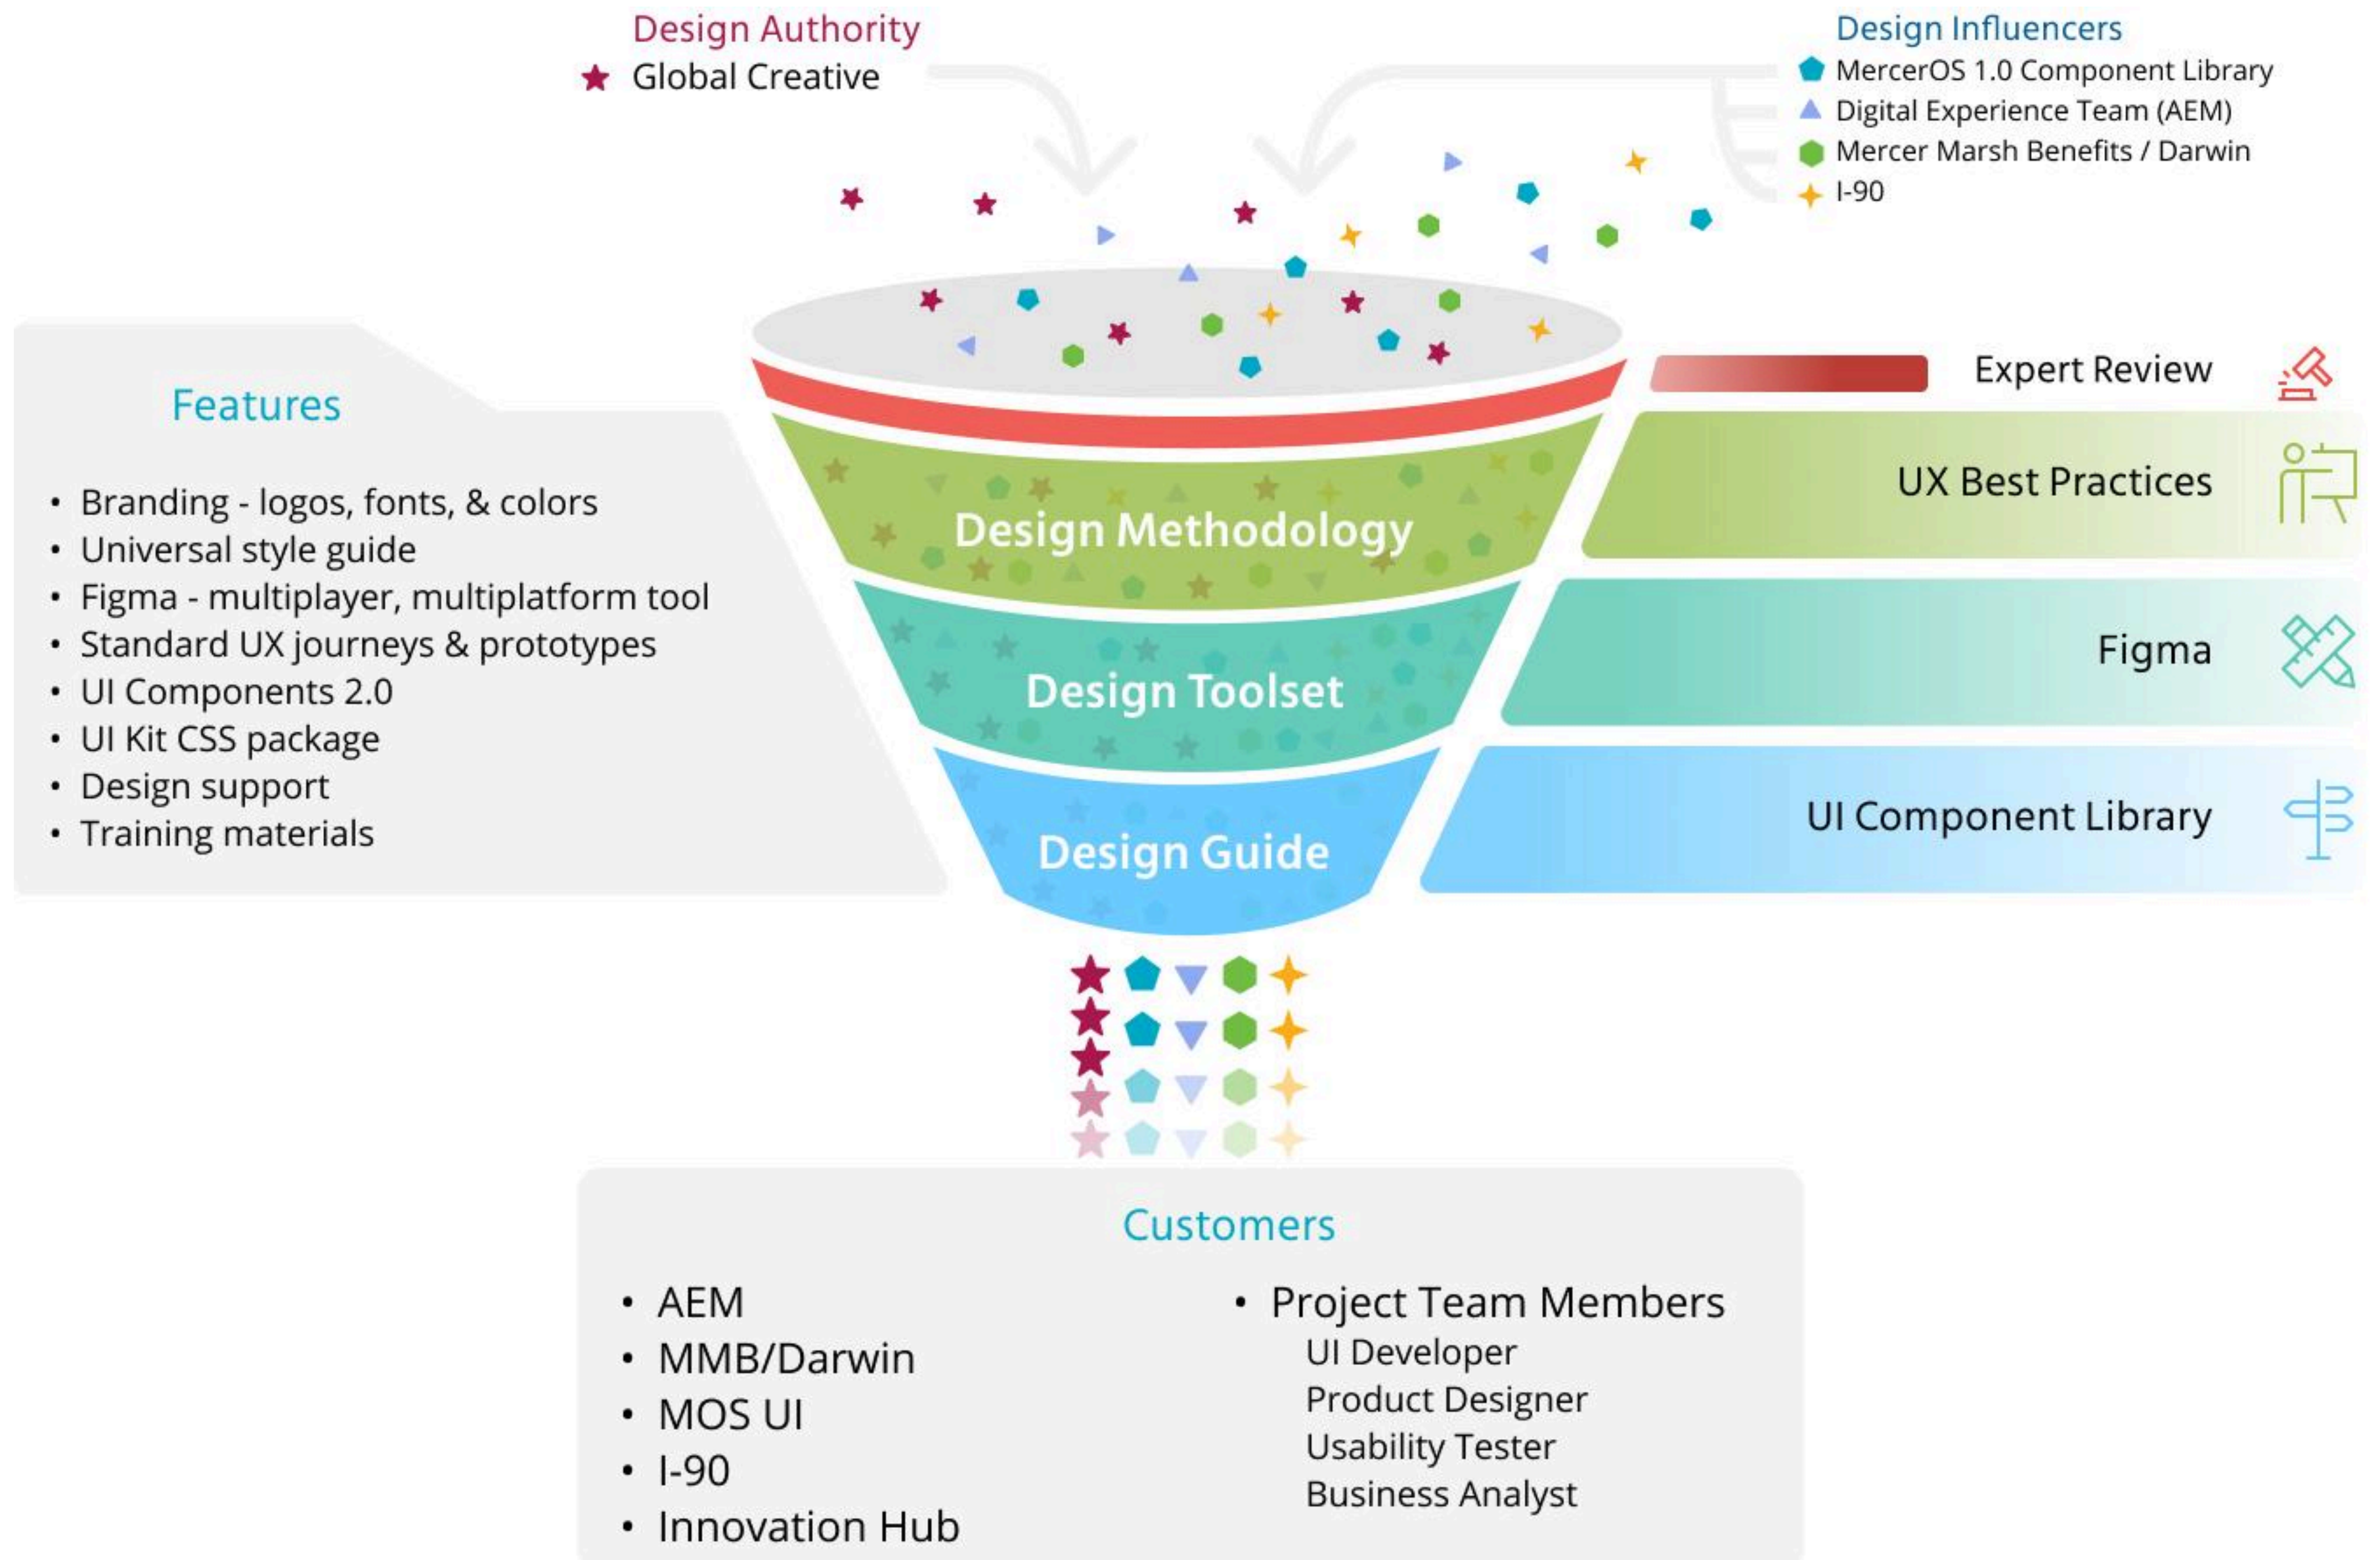 Design Authority
Global Creative
Design Influencers
MercerOS 1.0 Component Library
Digital Experience Team (AEM)
Mercer Marsh Benefits / Darwin
I-90
Features
• Branding - logos, fonts, & colors
• Universal style guide
• Figma - multiplayer, multiplatform tool
• Standard UX journeys & prototypes
• UI Components 2.0
• UI Kit CSS package
• Design support
• Training materials
Expert Review
Design Methodology
UX Best Practices
Design Toolset
Figma
Design Guide
UI Component Library
Customers
• AEM
• MMB/Darwin
• MOS UI
• I-90
• Innovation Hub
• Project Team Members
UI Developer
Product Designer
Usability Tester
Business Analyst